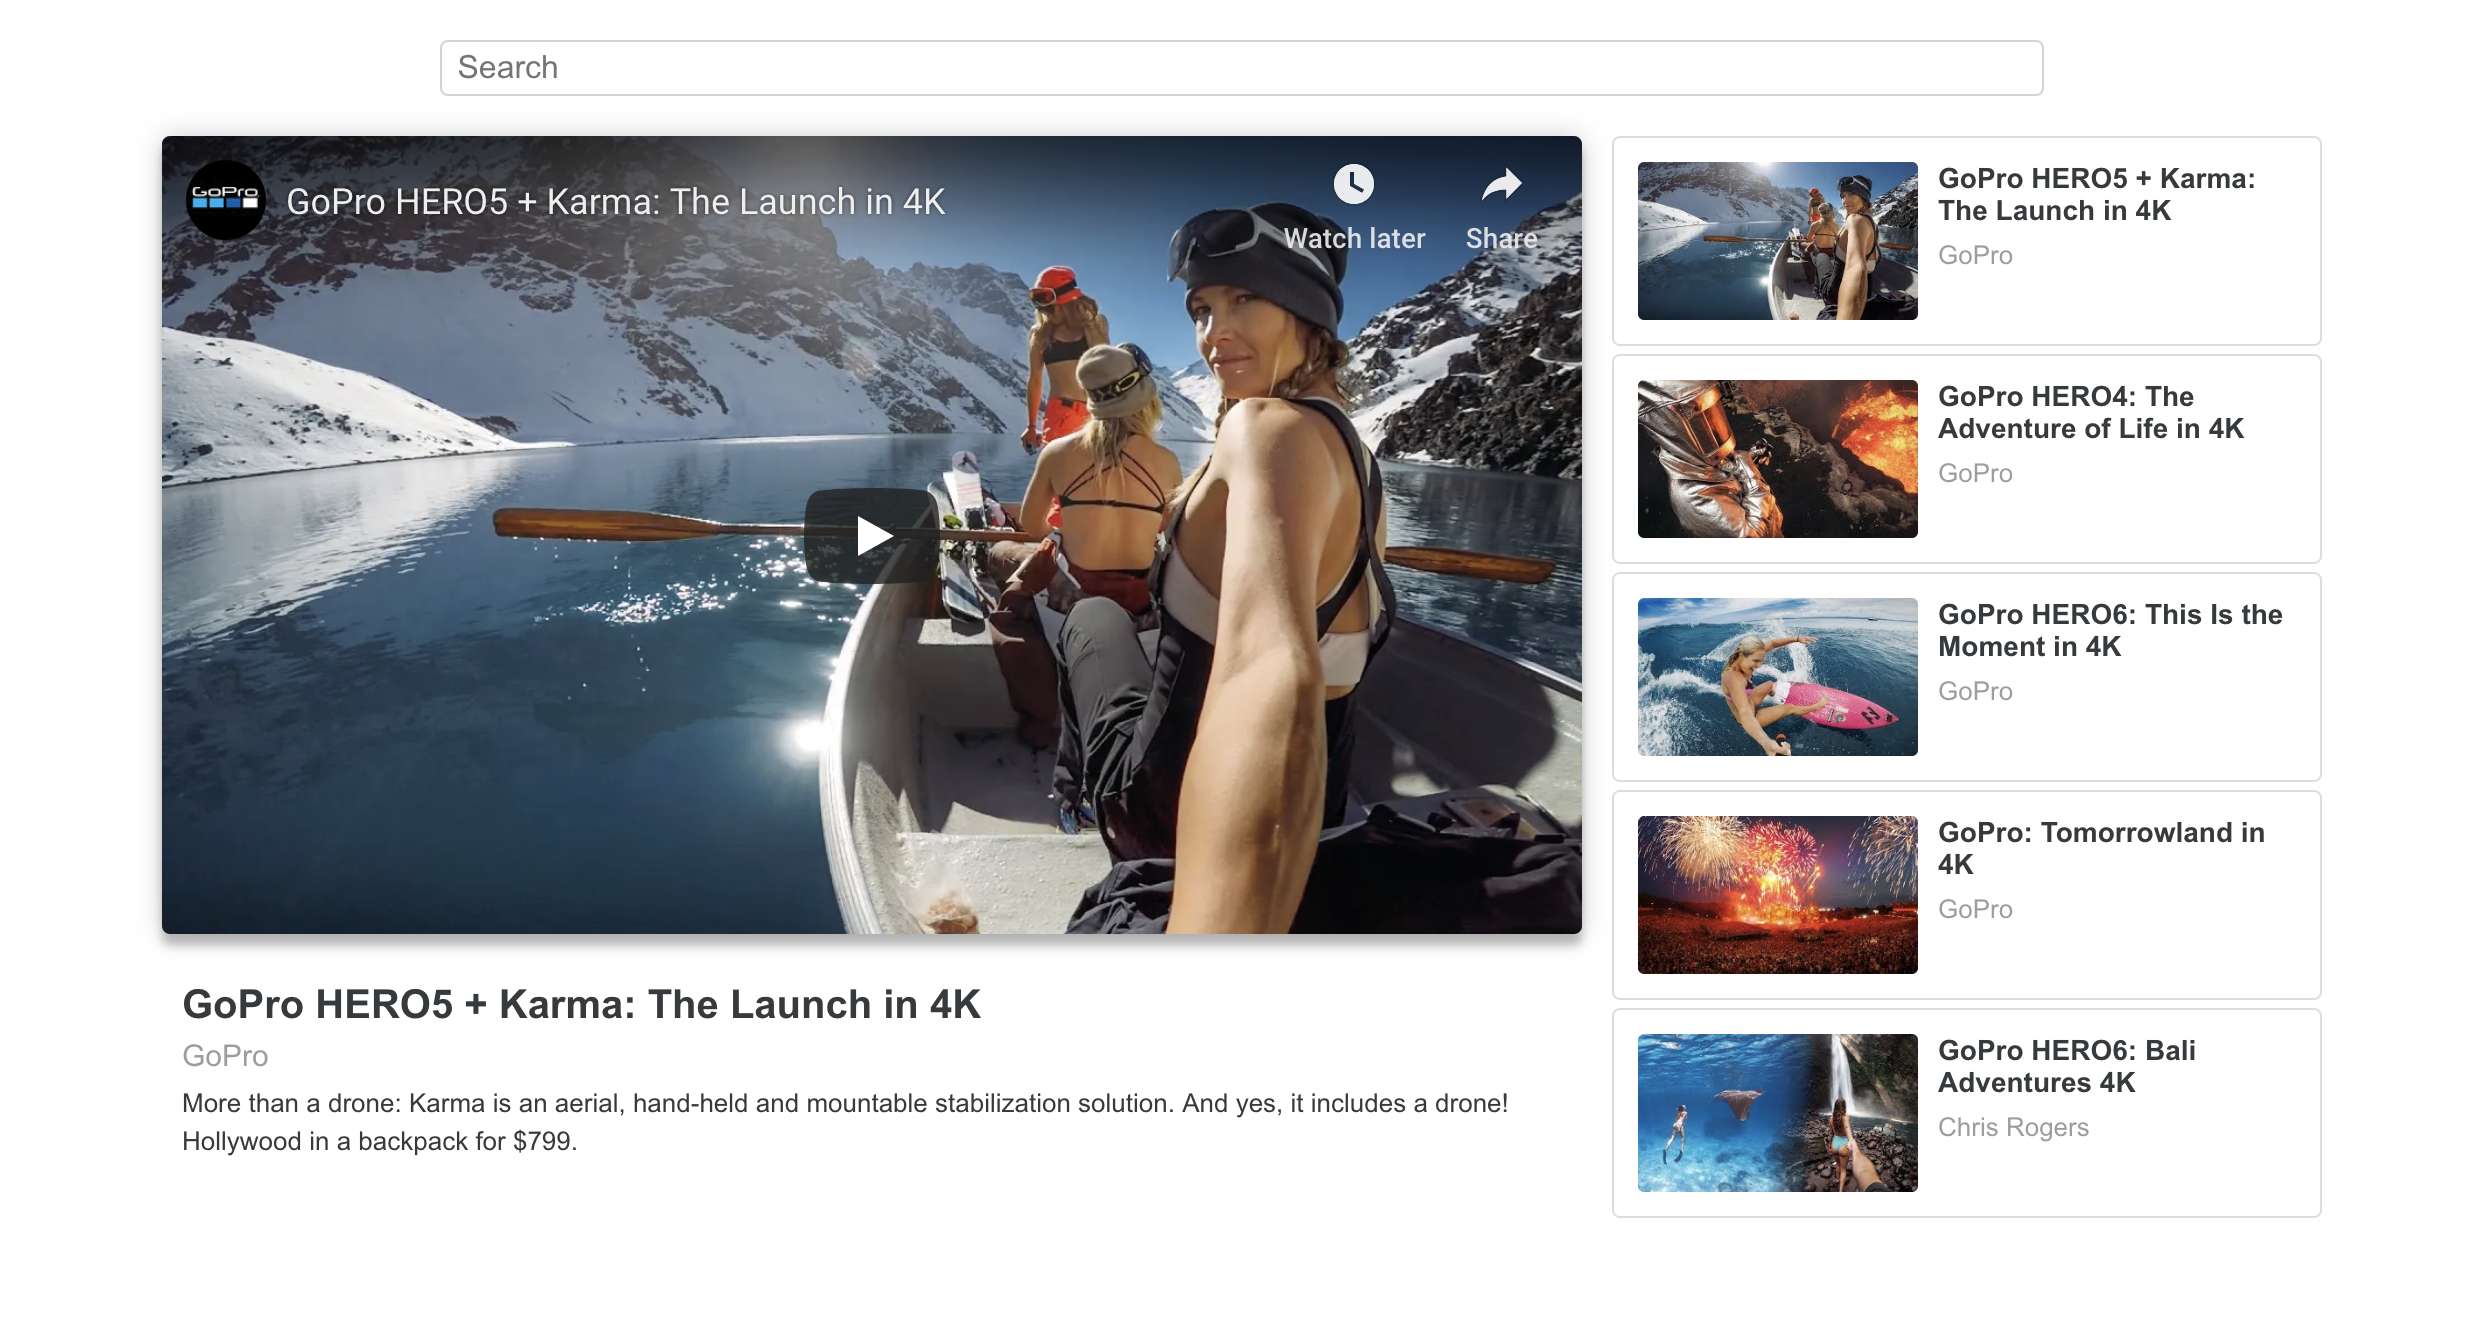 Search
GoPro
GoPro HERO5 + Karma: The Launch in 4K
Watch later
Share
GoPro HERO5 + Karma: The Launch in 4K
GoPro
More than a drone: Karma is an aerial, hand-held and mountable stabilization solution. And yes, it includes a drone!
Hollywood in a backpack for $799.
GoPro HERO5 + Karma:
The Launch in 4K
GoPro
GoPro HERO4: The
Adventure of Life in 4K
GoPro
GoPro HERO6: This Is the
Moment in 4K
GoPro
GoPro: Tomorrowland in
4K
GoPro
GoPro HERO6: Bali
Adventures 4K
Chris Rogers